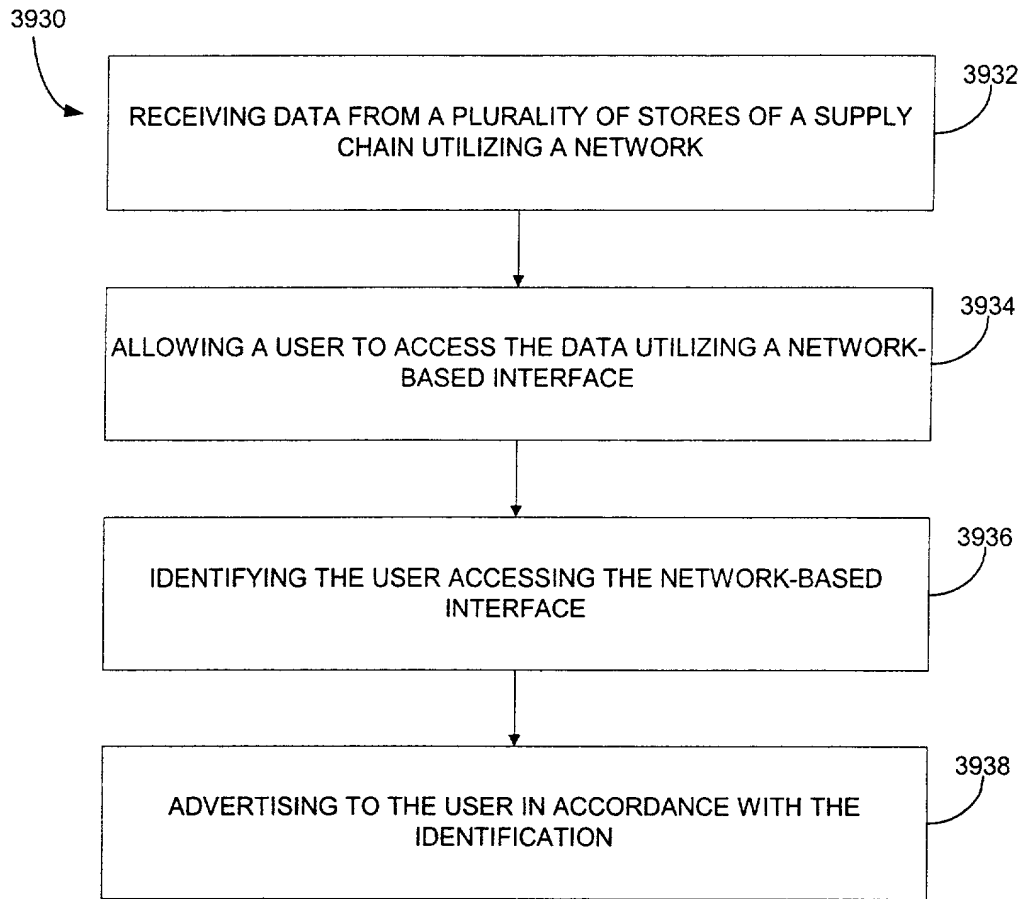 3930
3932
RECEIVING DATA FROM A PLURALITY OF STORES OF A SUPPLY
CHAIN UTILIZING A NETWORK
3934
ALLOWING A USER TO ACCESS THE DATA UTILIZING A NETWORK-
BASED INTERFACE
3936
IDENTIFYING THE USER ACCESSING THE NETWORK-BASED
INTERFACE
3938
ADVERTISING TO THE USER IN ACCORDANCE WITH THE
IDENTIFICATION